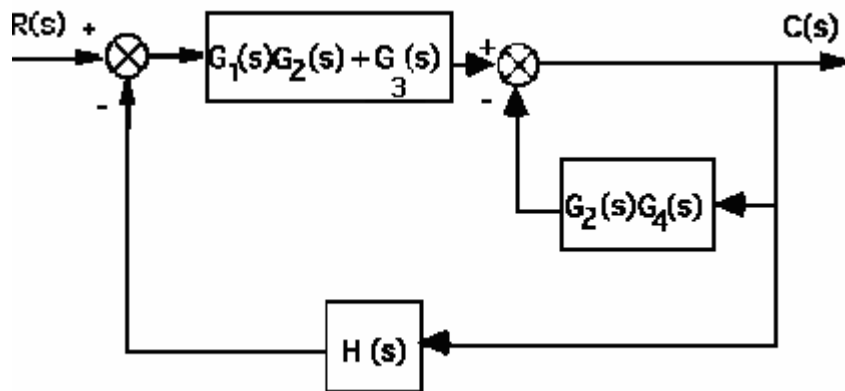 R(s) +
G₁(s)G₂(s) + G₃(s)
+
C(s)
-
-
G₂(s)G₄(s)
H (s)